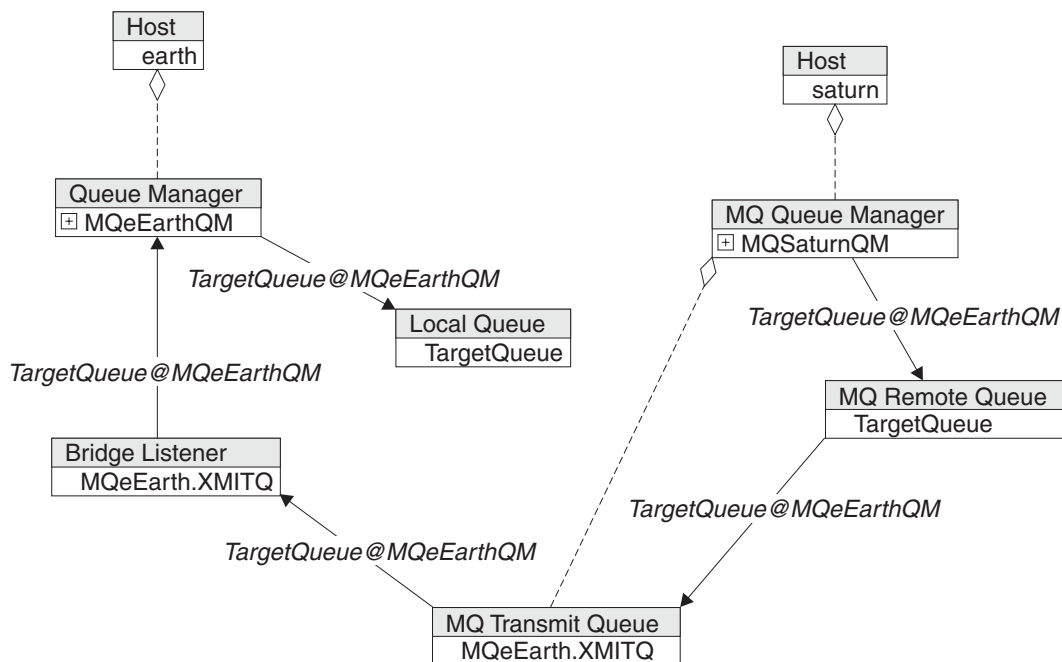 Host
earth
Host
saturn
Queue Manager
MQeEarthQM
MQ Queue Manager
MQSaturnQM
TargetQueue@MQeEarthQM
Local Queue
TargetQueue
TargetQueue@MQeEarthQM
TargetQueue@MQeEarthQM
MQ Remote Queue
TargetQueue
Bridge Listener
MQeEarth.XMITQ
TargetQueue@MQeEarthQM
TargetQueue@MQeEarthQM
MQ Transmit Queue
MQeEarth.XMITQ